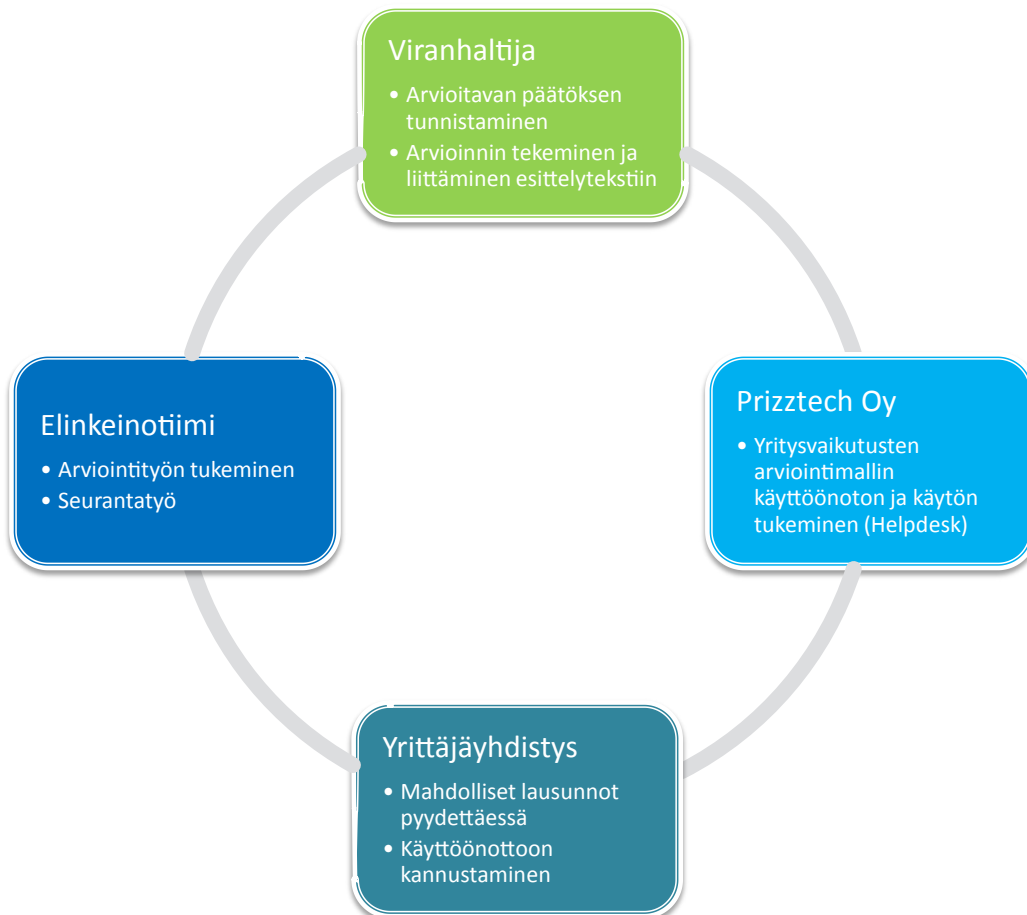 Viranhaltija
• Arvioitavan päätöksen
tunnistaminen
• Arvioinnin tekeminen ja
liittäminen esittelytekstiin
Elinkeinotiimi
• Arviointityön tukeminen
• Seurantatyö
Prizztech Oy
• Yritysvaikutusten
arviointimallin
käyttöönoton ja käytön
tukeminen (Helpdesk)
Yrittäjäyhdistys
• Mahdolliset lausunnot
pyydettäessä
• Käyttöönottoon
kannustaminen